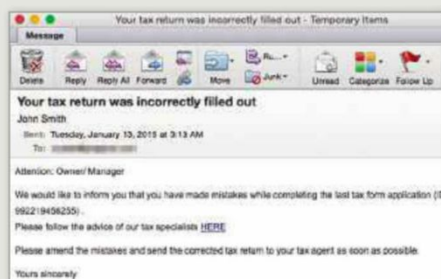 Your tax return was incorrectly filled out - Temporary Items
Message
Ru...
Junk
Delete Reply Reply All Forward Move Unread Categorize Follow Up
Your tax return was incorrectly filled out
John Smith
Sent: Tuesday, January 13, 2015 at 3:13 AM
To:
Attention: Owner/ Manager
We would like to inform you that you have made mistakes while completing the last tax form application (I
992219456255) .
Please follow the advice of our tax specialists HERE
Please amend the mistakes and send the corrected tax return to your tax agent as soon as possible.
Yours sincerely